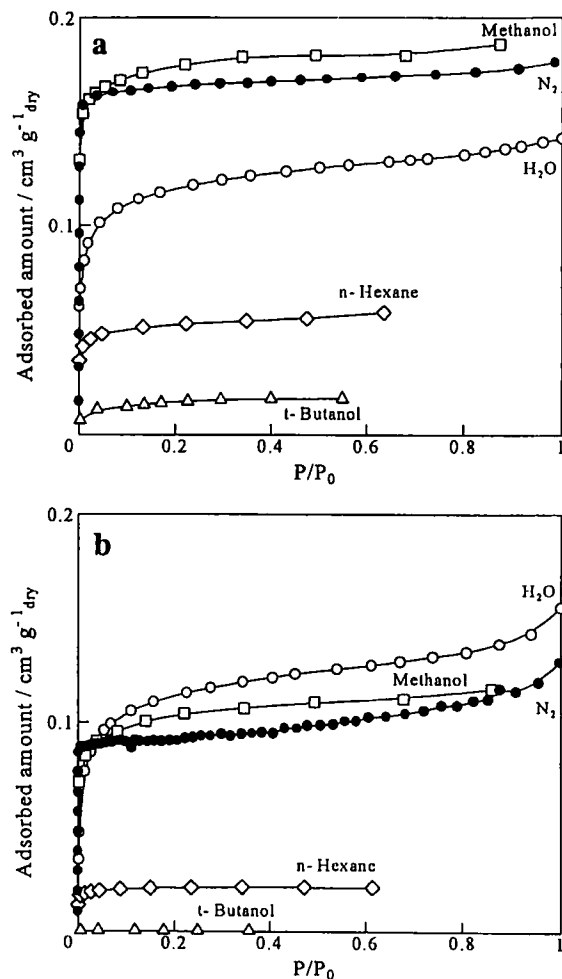 a
Methanol
N2
H2O
n- Hexane
t- Butanol
0.1
0 0.2 0.4 0.6 0.8 1
P/P0
Adsorbed amount / cm3 g-1dry
b
0.2
H2O
Methanol
N2
0.1
n- Hexane
t- Butanol
0 0.2 0.4 0.6 0.8 1
P/P0
Adsorbed amount / cm3 g-1dry